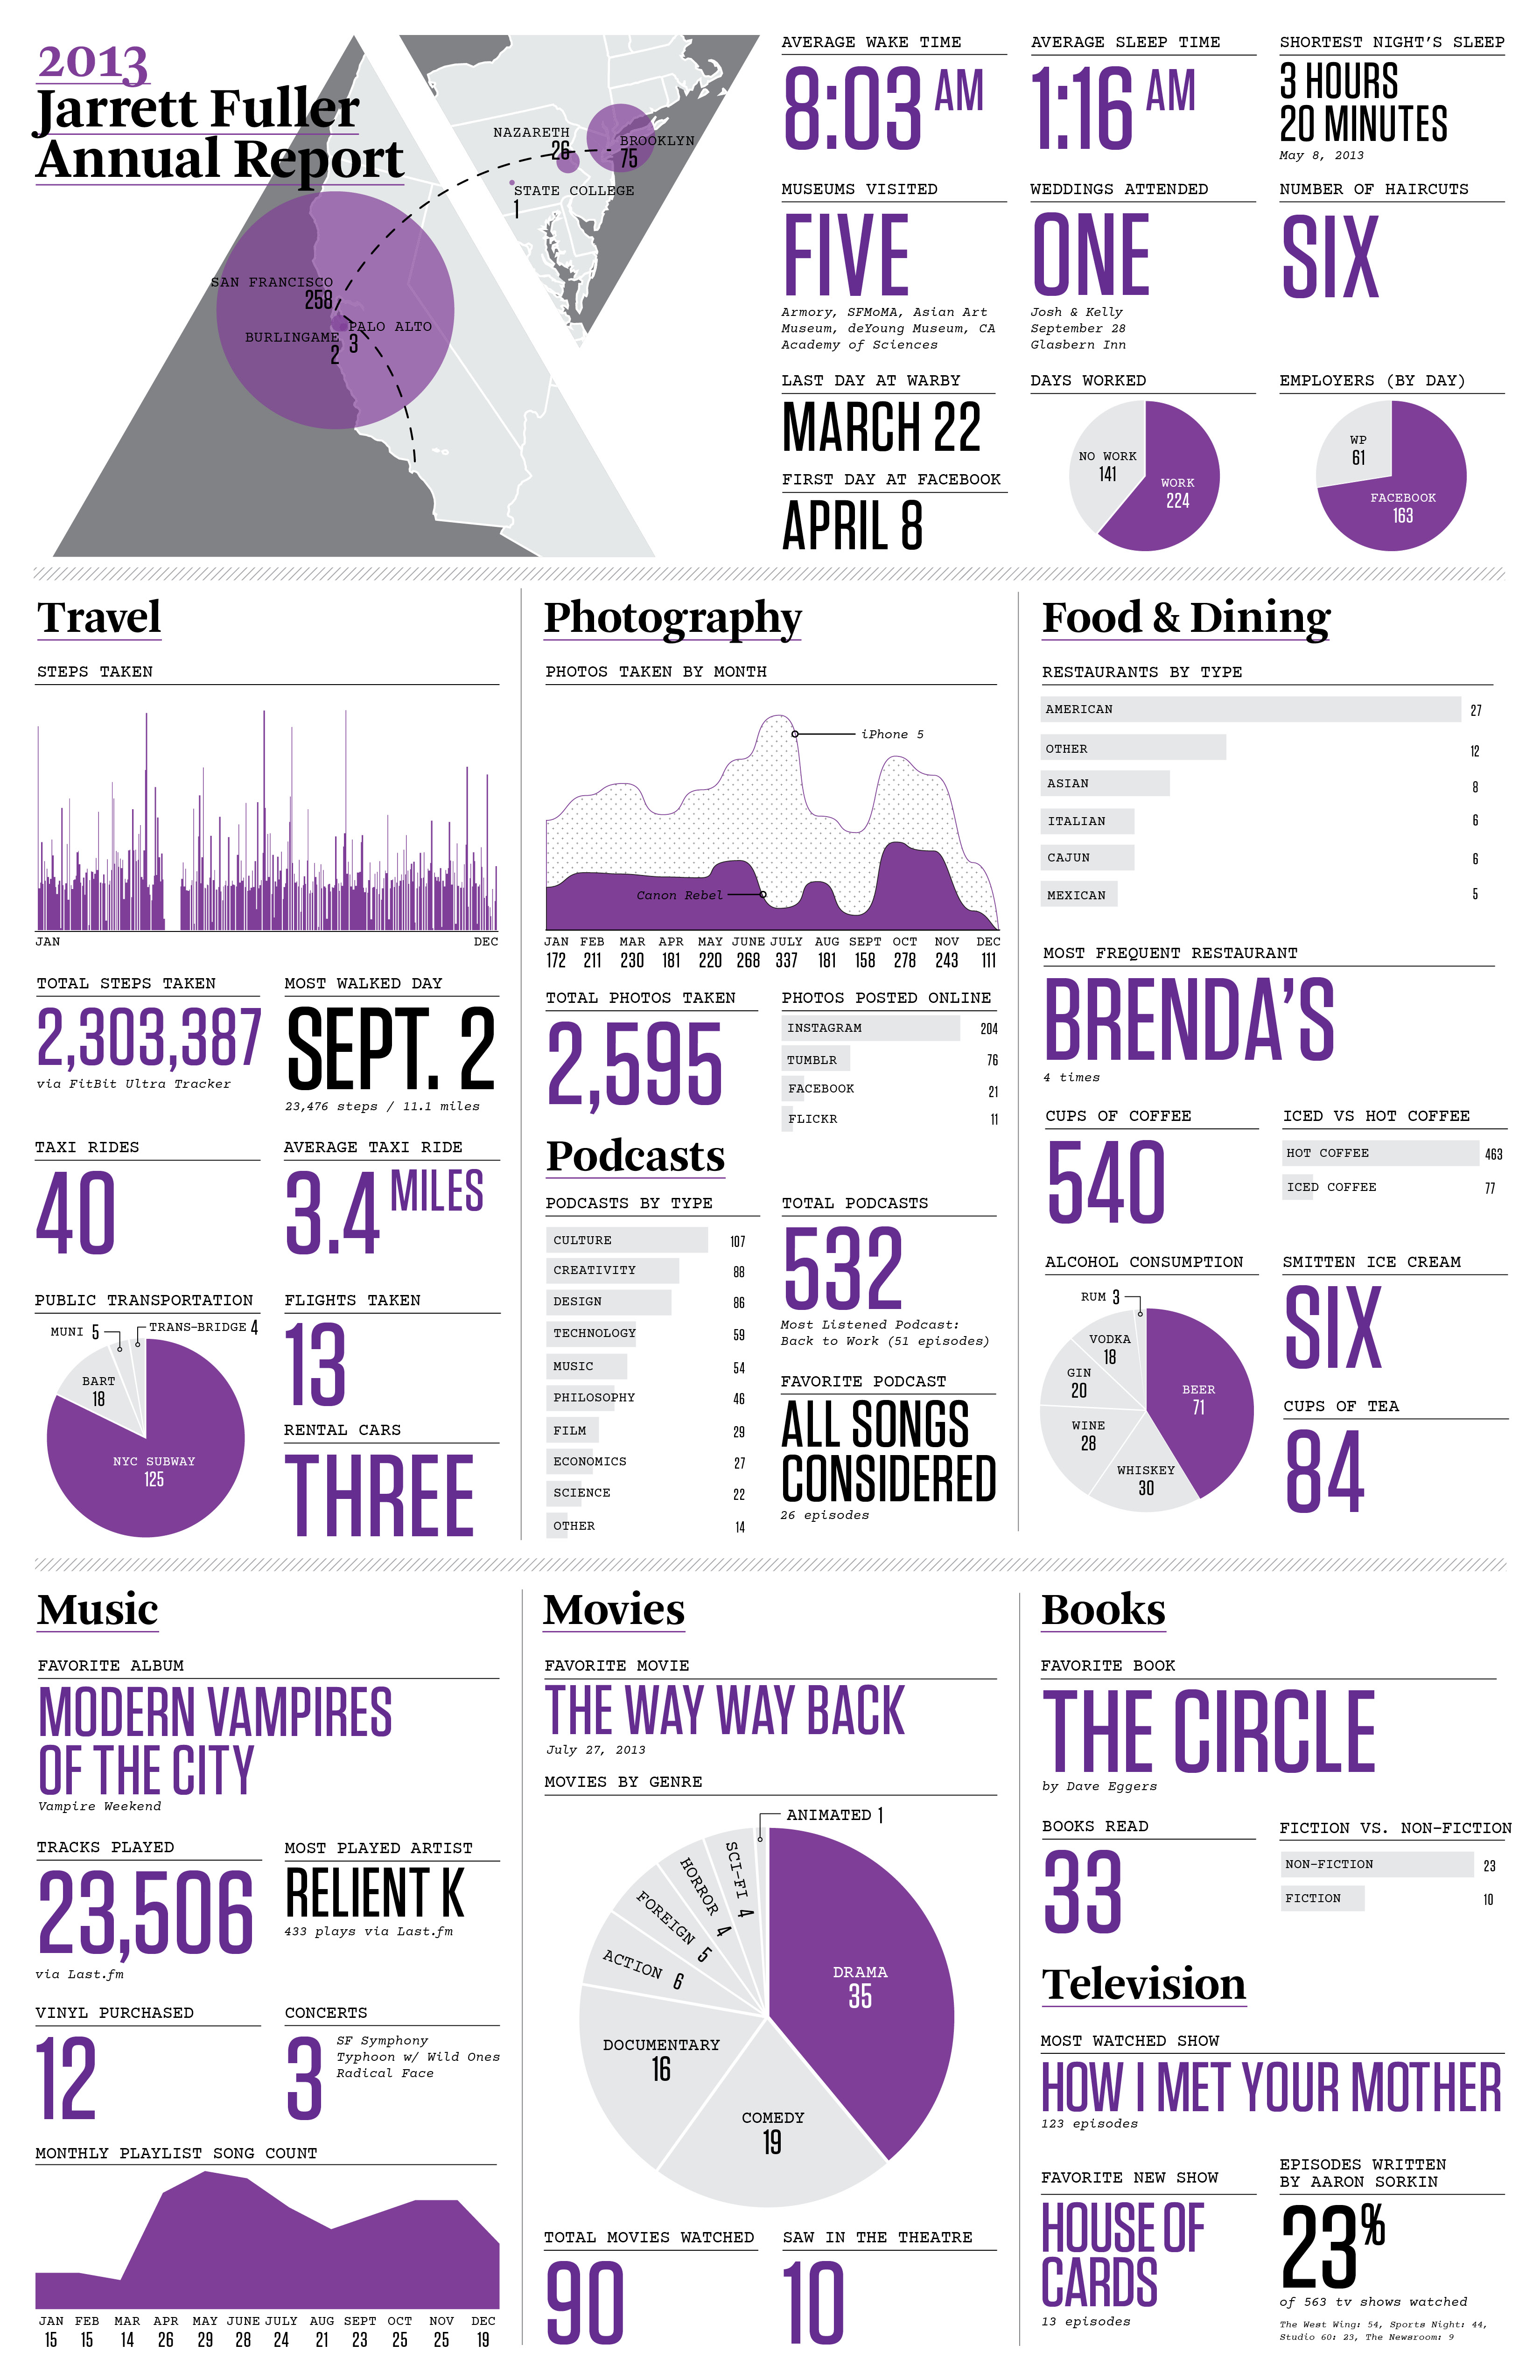 2013
Jarrett Fuller
Annual Report
NAZARETH
26
BROOKLYN
75
STATE COLLEGE
1
SAN FRANCISCO
258
PALO ALTO
3
BURLINGAME
2
AVERAGE WAKE TIME
8:03 AM
AVERAGE SLEEP TIME
1:16 AM
SHORTEST NIGHT'S SLEEP
3 HOURS
20 MINUTES
May 8, 2013
MUSEUMS VISITED
FIVE
Armory, SFMoMA, Asian Art
Museum, deYoung Museum, CA
Academy of Sciences
WEDDINGS ATTENDED
ONE
Josh & Kelly
September 28
Glasbern Inn
NUMBER OF HAIRCUTS
SIX
LAST DAY AT WARBY
MARCH 22
FIRST DAY AT FACEBOOK
APRIL 8
DAYS WORKED
NO WORK
141
WORK
224
EMPLOYERS (BY DAY)
WP
61
FACEBOOK
163
Travel
STEPS TAKEN
JAN DEC
TOTAL STEPS TAKEN
2,303,387
via FitBit Ultra Tracker
MOST WALKED DAY
SEPT. 2
23,476 steps / 11.1 miles
TAXI RIDES
40
AVERAGE TAXI RIDE
3.4 MILES
PUBLIC TRANSPORTATION
MUNI 5
TRANS-BRIDGE 4
BART
18
NYC SUBWAY
125
FLIGHTS TAKEN
13
RENTAL CARS
THREE
Photography
PHOTOS TAKEN BY MONTH
iPhone 5
Canon Rebel
JAN FEB MAR APR MAY JUNE JULY AUG SEPT OCT NOV DEC
172 211 230 181 220 268 337 181 158 278 243 111
TOTAL PHOTOS TAKEN
2,595
PHOTOS POSTED ONLINE
INSTAGRAM 204
TUMBLR 76
FACEBOOK 21
FLICKR 11
Podcasts
PODCASTS BY TYPE
CULTURE 107
CREATIVITY 88
DESIGN 86
TECHNOLOGY 59
MUSIC 54
PHILOSOPHY 46
FILM 29
ECONOMICS 27
SCIENCE 22
OTHER 14
TOTAL PODCASTS
532
Most Listened Podcast:
Back to Work (51 episodes)
FAVORITE PODCAST
ALL SONGS
CONSIDERED
26 episodes
Food & Dining
RESTAURANTS BY TYPE
AMERICAN 27
OTHER 12
ASIAN 8
ITALIAN 6
CAJUN 6
MEXICAN 5
MOST FREQUENT RESTAURANT
BRENDA'S
4 times
CUPS OF COFFEE
540
ICED VS HOT COFFEE
HOT COFFEE 463
ICED COFFEE 77
ALCOHOL CONSUMPTION
RUM 3
VODKA
18
GIN
20
WINE
28
WHISKEY
30
BEER
71
SMITTEN ICE CREAM
SIX
CUPS OF TEA
84
Music
FAVORITE ALBUM
MODERN VAMPIRES
OF THE CITY
Vampire Weekend
TRACKS PLAYED
23,506
via Last.fm
MOST PLAYED ARTIST
RELIENT K
433 plays via Last.fm
VINYL PURCHASED
12
CONCERTS
3
SF Symphony
Typhoon w/ Wild Ones
Radical Face
MONTHLY PLAYLIST SONG COUNT
JAN FEB MAR APR MAY JUNE JULY AUG SEPT OCT NOV DEC
15 15 14 26 29 28 24 21 23 25 25 19
Movies
FAVORITE MOVIE
THE WAY WAY BACK
July 27, 2013
MOVIES BY GENRE
ANIMATED 1
SCI-FI 4
HORROR 4
FOREIGN 5
ACTION 6
DOCUMENTARY
16
COMEDY
19
DRAMA
35
TOTAL MOVIES WATCHED
90
SAW IN THE THEATRE
10
Books
FAVORITE BOOK
THE CIRCLE
by Dave Eggers
BOOKS READ
33
FICTION VS. NON-FICTION
NON-FICTION 23
FICTION 10
Television
MOST WATCHED SHOW
HOW I MET YOUR MOTHER
123 episodes
FAVORITE NEW SHOW
HOUSE OF
CARDS
13 episodes
EPISODES WRITTEN
BY AARON SORKIN
23%
of 563 tv shows watched
The West Wing: 54, Sports Night: 44,
Studio 60: 23, The Newsroom: 9